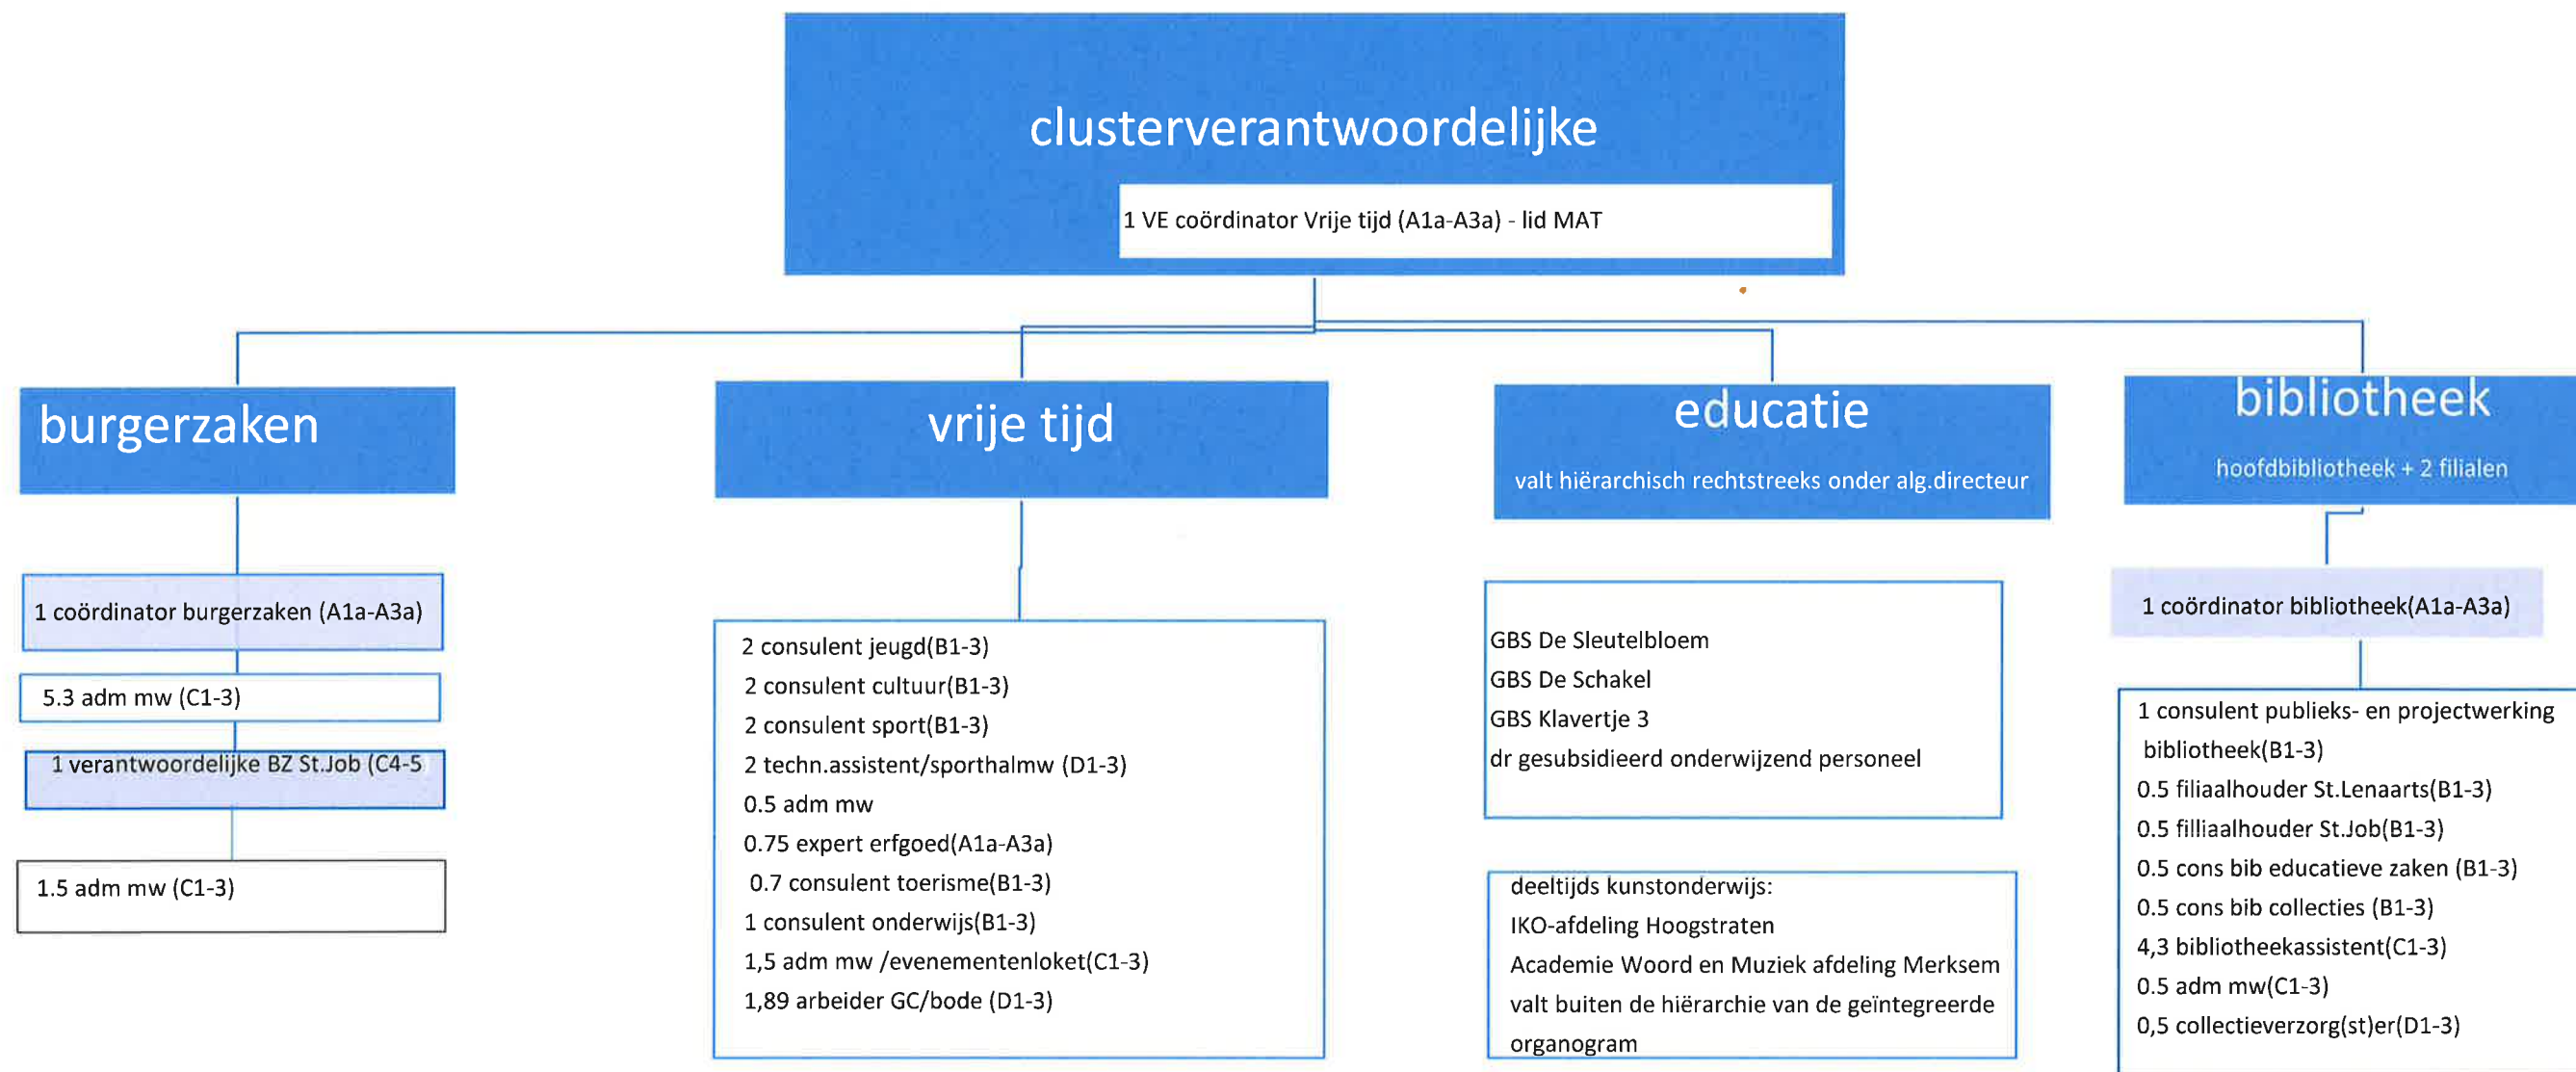 clusterverantwoordelijke
1 VE coördinator Vrije tijd (A1a-A3a) - lid MAT
burgerzaken
1 coördinator burgerzaken (A1a-A3a)
5.3 adm mw (C1-3)
1 verantwoordelijke BZ St.Job (C4-5
1.5 adm mw (C1-3)
vrije tijd
2 consulent jeugd(B1-3)
2 consulent cultuur(B1-3)
2 consulent sport(B1-3)
2 techn.assistent/sporthalmw (D1-3)
0.5 adm mw
0.75 expert erfgoed(A1a-A3a)
0.7 consulent toerisme(B1-3)
1 consulent onderwijs(B1-3)
1,5 adm mw /evenementenloket(C1-3)
1,89 arbeider GC/bode (D1-3)
educatie
valt hiërarchisch rechtstreeks onder alg.directeur
GBS De Sleutelbloem
GBS De Schakel
GBS Klavertje 3
dr gesubsidieerd onderwijzend personeel
deeltijds kunstonderwijs:
IKO-afdeling Hoogstraten
Academie Woord en Muziek afdeling Merksem
valt buiten de hiërarchie van de geïntegreerde
organogram
bibliotheek
hoofdbibliotheek + 2 filialen
1 coördinator bibliotheek(A1a-A3a)
1 consulent publieks- en projectwerking
bibliotheek(B1-3)
0.5 filiaalhouder St.Lenaarts(B1-3)
0.5 filliaalhouder St.Job(B1-3)
0.5 cons bib educatieve zaken (B1-3)
0.5 cons bib collecties (B1-3)
4,3 bibliotheekassistent(C1-3)
0.5 adm mw(C1-3)
0,5 collectieverzorg(st)er(D1-3)